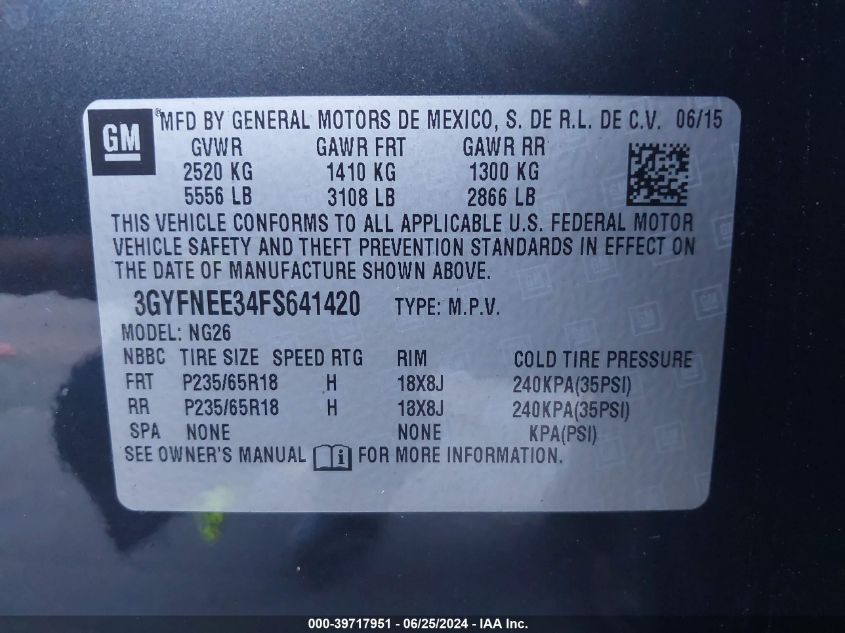 GM
® MFD BY GENERAL MOTORS DE MEXICO, S. DE R.L. DE C.V. 06/15
GVWR GAWR FRT GAWR RR
2520 KG 1410 KG 1300 KG
5556 LB 3108 LB 2866 LB
THIS VEHICLE CONFORMS TO ALL APPLICABLE U.S. FEDERAL MOTOR
VEHICLE SAFETY AND THEFT PREVENTION STANDARDS IN EFFECT ON
THE DATE OF MANUFACTURE SHOWN ABOVE.
3GYFNEE34FS641420 TYPE: M.P.V.
MODEL: NG26
NBBC TIRE SIZE SPEED RTG RIM COLD TIRE PRESSURE
FRT P235/65R18 H 18X8J 240KPA(35PSI)
RR P235/65R18 H 18X8J 240KPA(35PSI)
SPA NONE NONE KPA(PSI)
SEE OWNER'S MANUAL i FOR MORE INFORMATION.
000-39717951 - 06/25/2024 - IAA Inc.